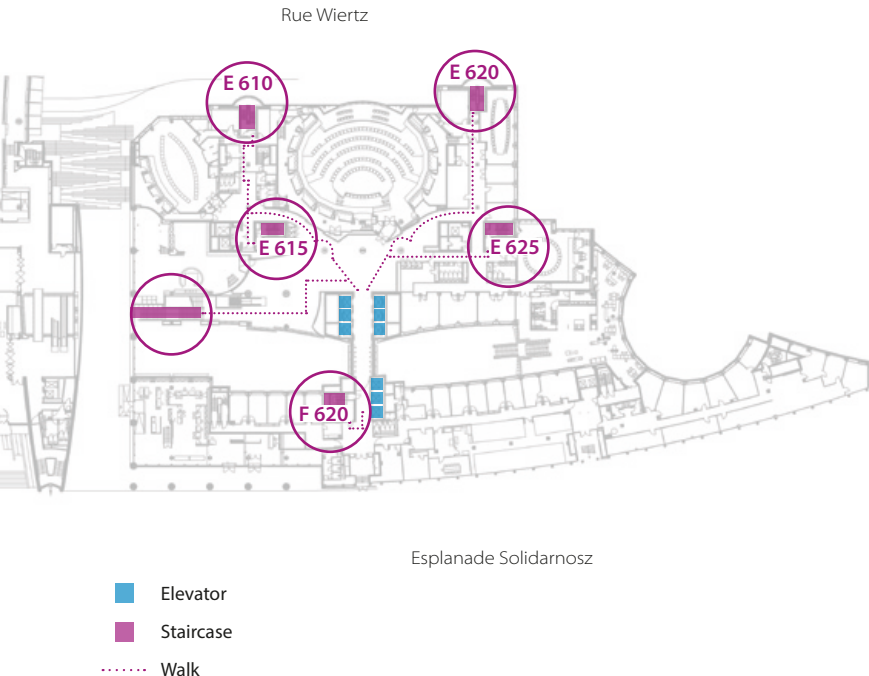 Rue Wiertz
E 610
E 620
E 615
E 625
F 620
Esplanade Solidarnosz
Elevator
Staircase
Walk